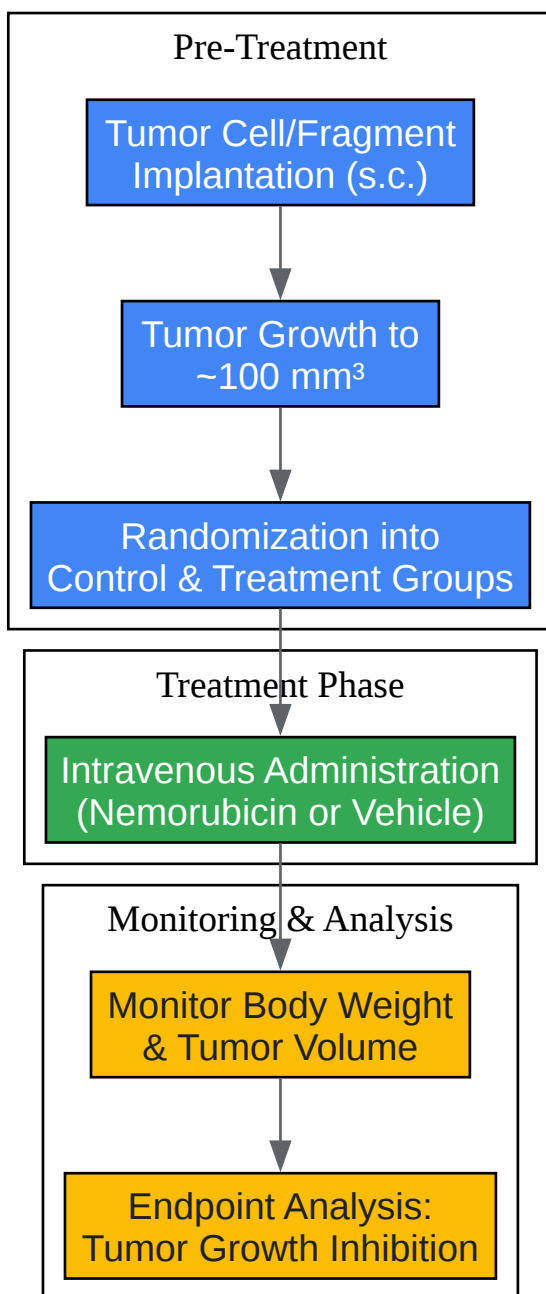 Pre-Treatment
Tumor Cell/Fragment
Implantation (s.c.)
Tumor Growth to
~100 mm³
Randomization into
Control & Treatment Groups
Treatment Phase
Intravenous Administration
(Nemorubicin or Vehicle)
Monitoring & Analysis
Monitor Body Weight
& Tumor Volume
Endpoint Analysis:
Tumor Growth Inhibition